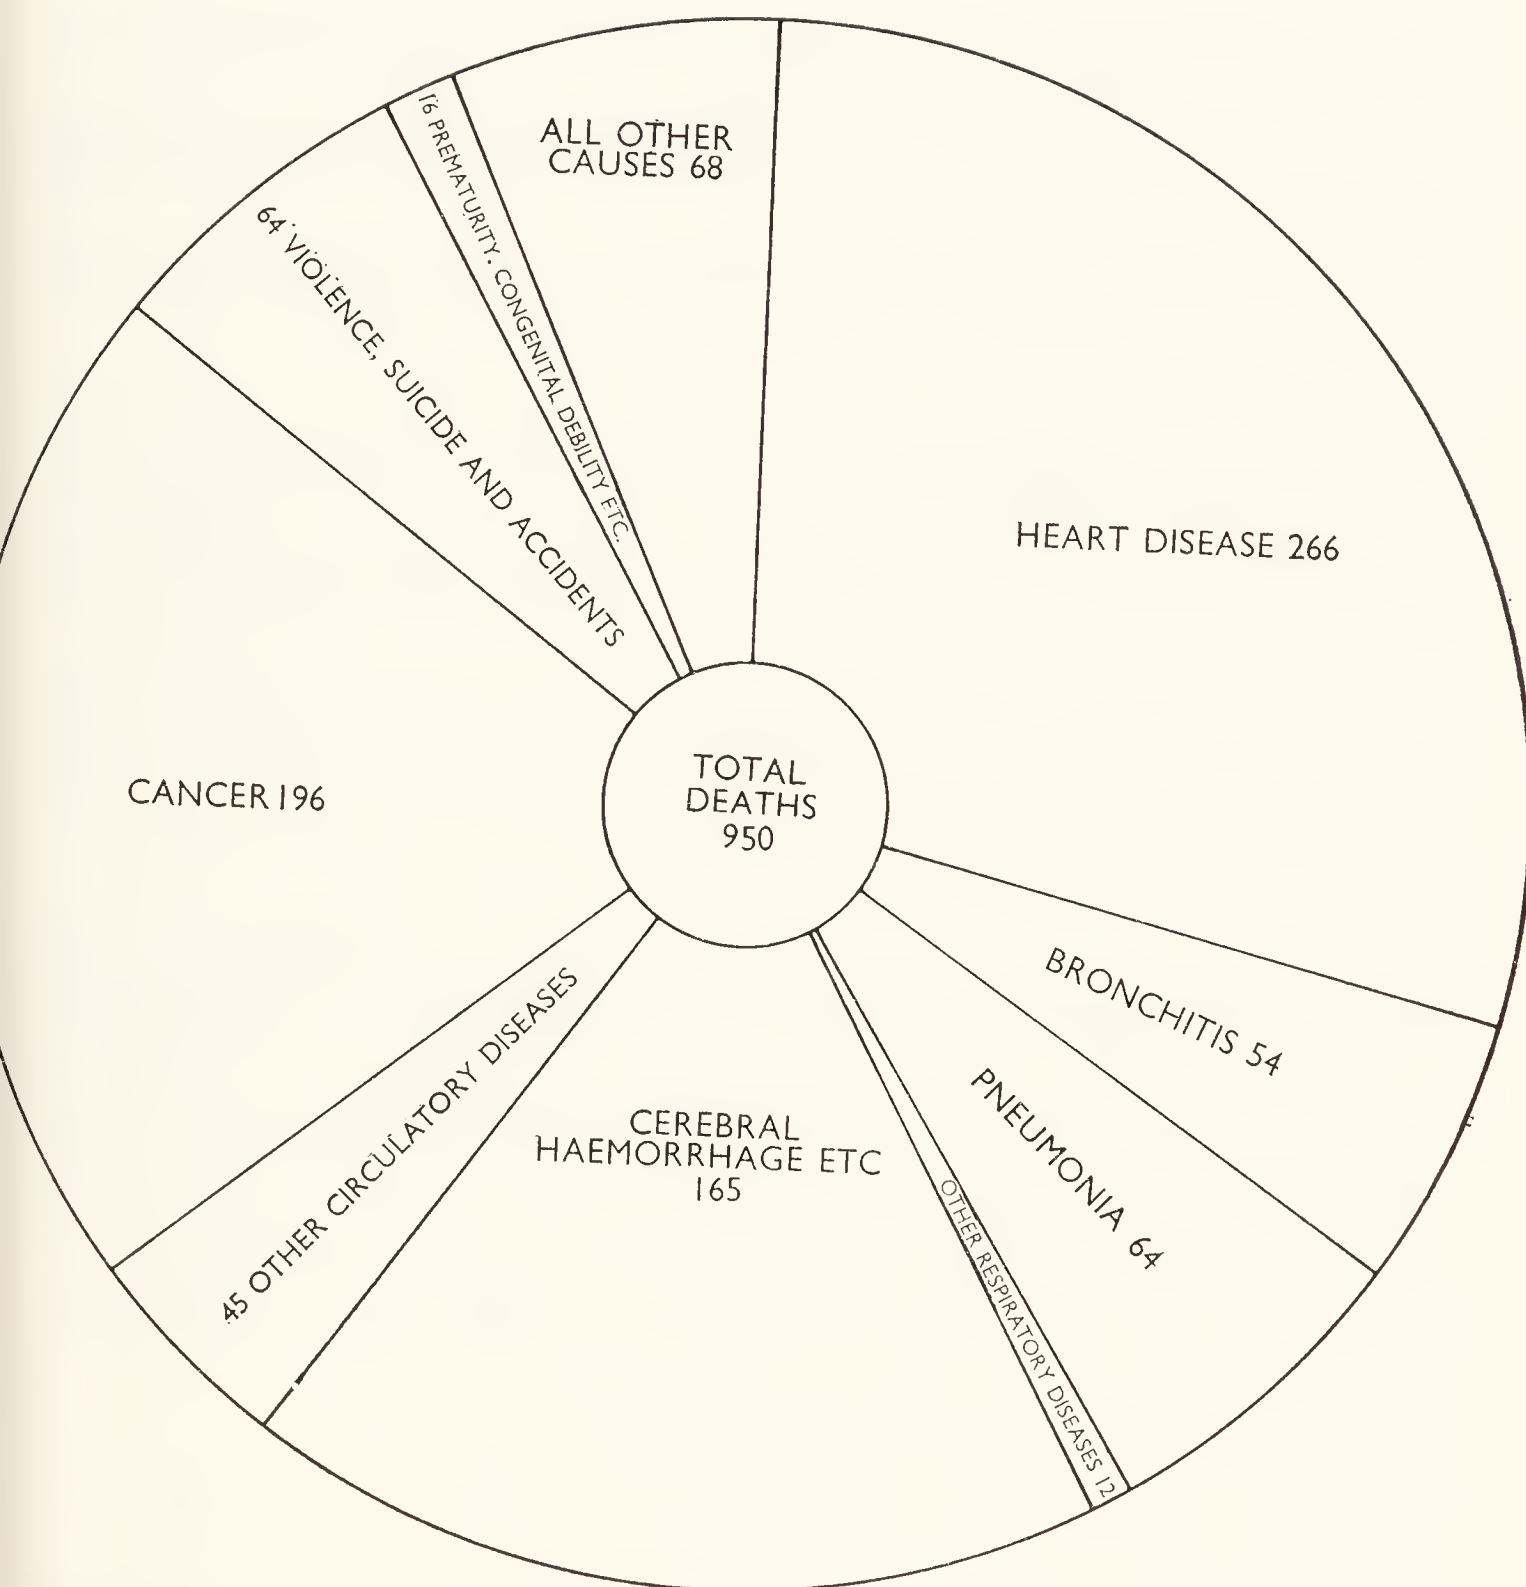 ALL OTHER
CAUSES 68
16 PREMATURITY. CONGENITAL DEBILITY ETC.
64 VIOLENCE, SUICIDE AND ACCIDENTS
HEART DISEASE 266
CANCER 196
TOTAL
DEATHS
950
BRONCHITIS 54
PNEUMONIA 64
OTHER RESPIRATORY DISEASES 12
CEREBRAL
HAEMORRHAGE ETC
165
45 OTHER CIRCULATORY DISEASES